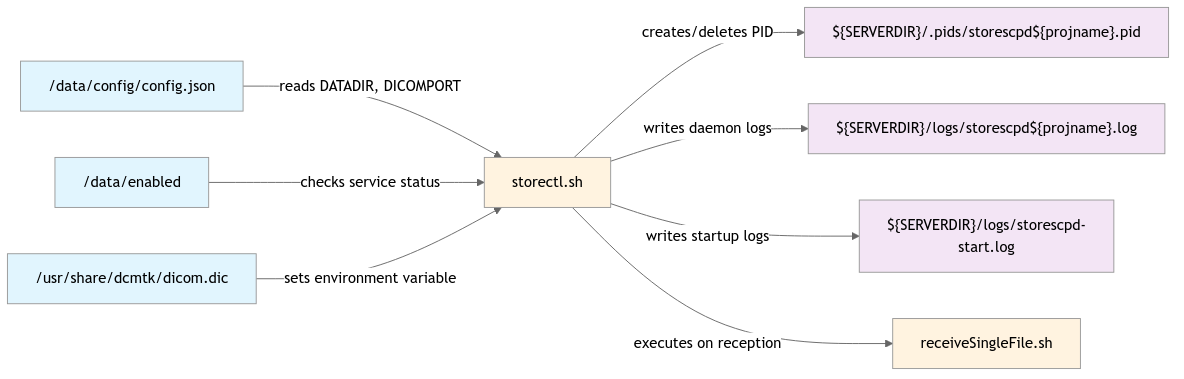 creates/deletes PID
${SERVERDIR}/.pids/storescpd${projname}.pid
/data/config/config.json
reads DATADIR, DICOMPORT
writes daemon logs
${SERVERDIR}/logs/storescpd${projname}.log
/data/enabled
checks service status
storectl.sh
writes startup logs
${SERVERDIR}/logs/storescpd-
start.log
/usr/share/dcmtk/dicom.dic
sets environment variable
executes on reception
receiveSingleFile.sh